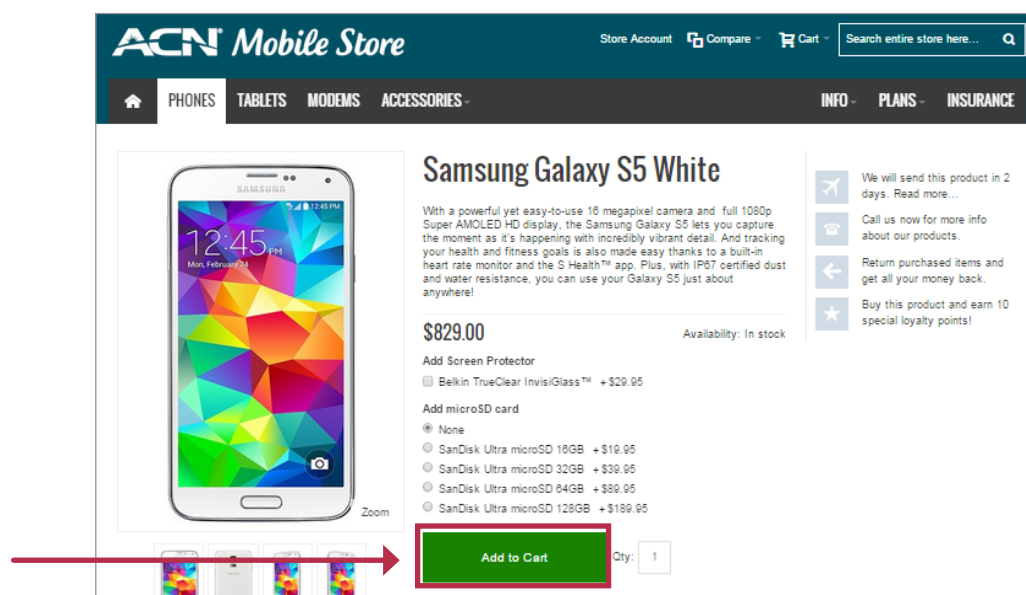 ACN Mobile Store
Store Account Compare Cart Search entire store here...
PHONES TABLETS MODEMS ACCESSORIES INFO PLANS INSURANCE
Samsung Galaxy S5 White
With a powerful yet easy-to-use 16 megapixel camera and full 1080p
Super AMOLED HD display, the Samsung Galaxy S5 lets you capture
the moment as it's happening with incredibly vibrant detail. And tracking
your health and fitness goals is also made easy thanks to a built-in
heart rate monitor and the S Health™ app. Plus, with IP67 certified dust
and water resistance, you can use your Galaxy S5 just about
anywhere!
$829.00 Availability: In stock
Add Screen Protector
Belkin TrueClear InvisiGlass™ + $29.95
Add microSD card
None
SanDisk Ultra microSD 16GB + $19.95
SanDisk Ultra microSD 32GB + $39.95
SanDisk Ultra microSD 64GB + $89.95
SanDisk Ultra microSD 128GB + $189.95
Add to Cart Qty: 1
We will send this product in 2
days. Read more...
Call us now for more info
about our products.
Return purchased items and
get all your money back.
Buy this product and earn 10
special loyalty points!
SAMSUNG
12:45 PM
12:45 PM
Mon, February 24
Zoom